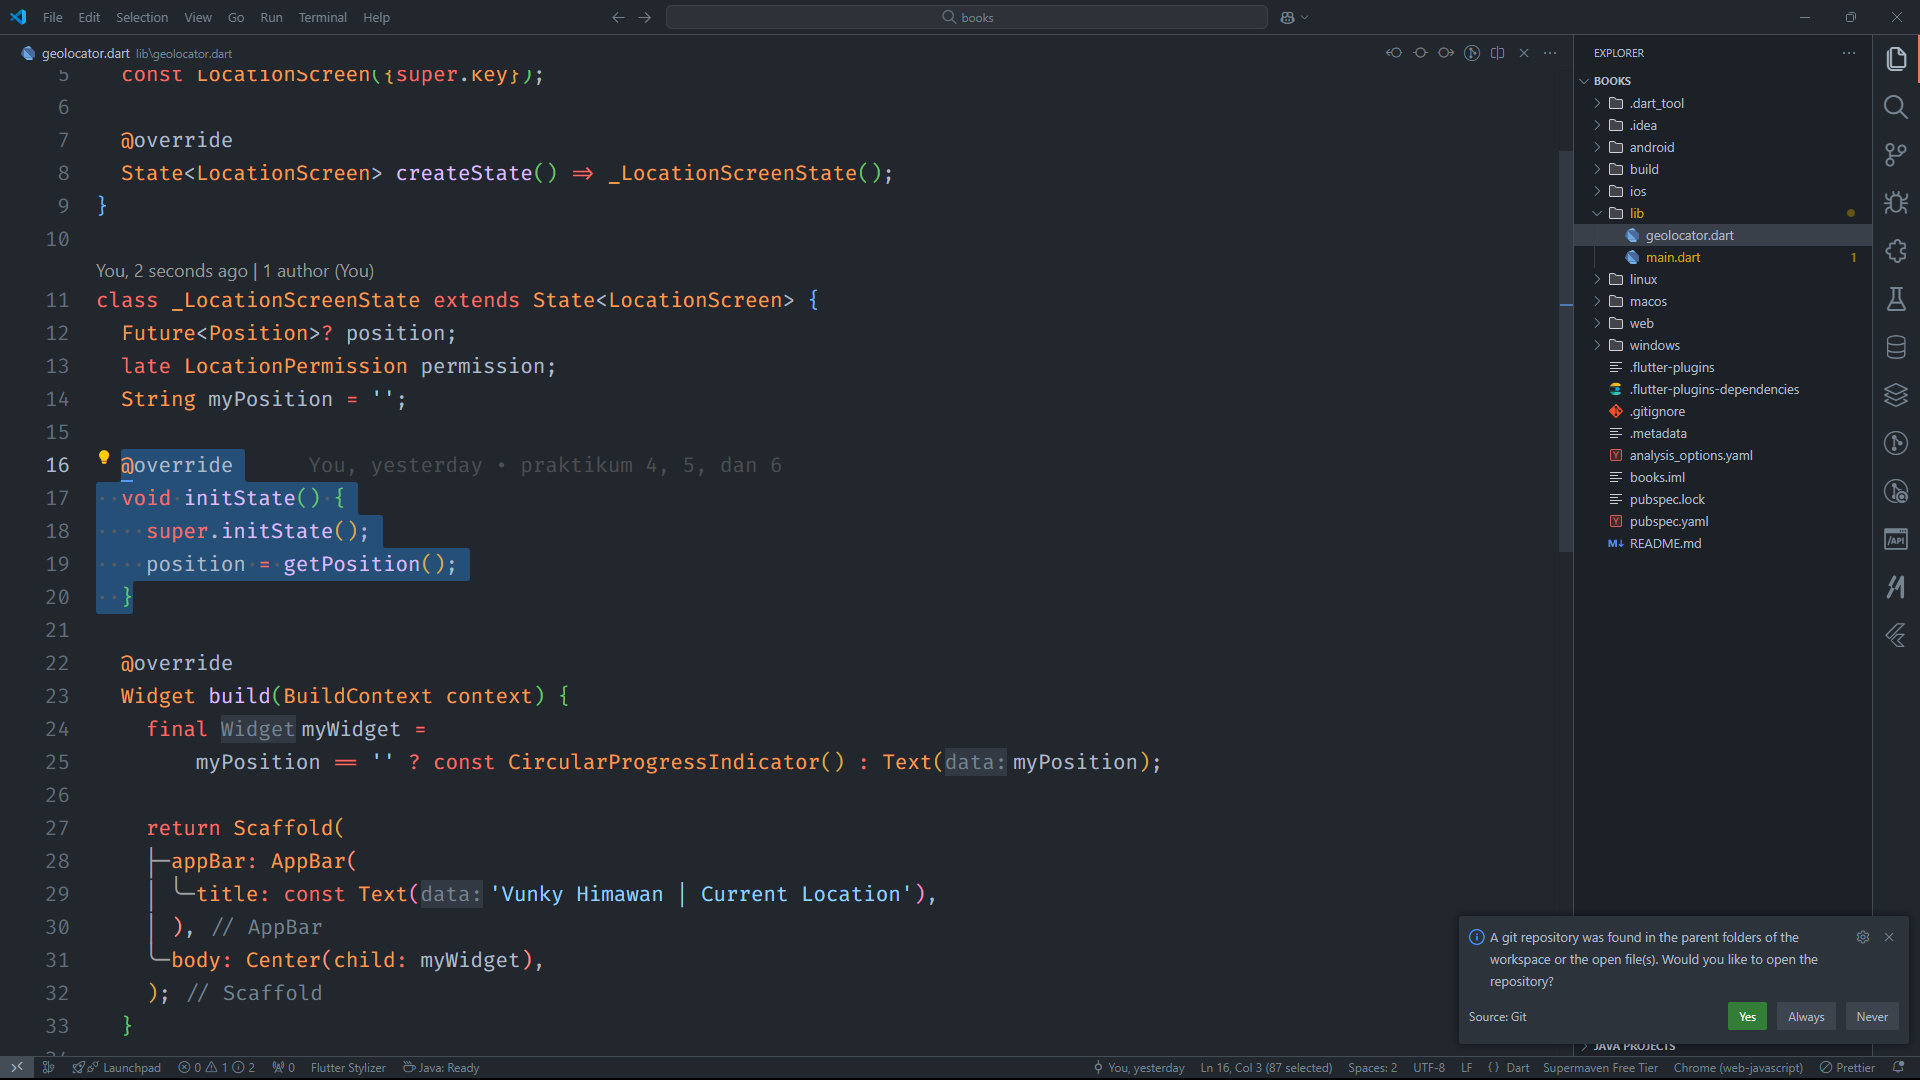 File Edit Selection View Go Run Terminal Help
books
geolocator.dart lib\geolocator.dart
5 const LocationScreen({super.key});
6
7 @override
8 State<LocationScreen> createState() => _LocationScreenState();
9 }
10
You, 2 seconds ago | 1 author (You)
11 class _LocationScreenState extends State<LocationScreen> {
12 Future<Position>? position;
13 late LocationPermission permission;
14 String myPosition = '';
15
16 @override You, yesterday • praktikum 4, 5, dan 6
17 void initState() {
18 super.initState();
19 position = getPosition();
20 }
21
22 @override
23 Widget build(BuildContext context) {
24 final Widget myWidget =
25 myPosition == '' ? const CircularProgressIndicator() : Text(data: myPosition);
26
27 return Scaffold(
28 appBar: AppBar(
29 title: const Text(data: 'Vunky Himawan | Current Location'),
30 ), // AppBar
31 body: Center(child: myWidget),
32 ); // Scaffold
33 }
EXPLORER
BOOKS
.dart_tool
.idea
android
build
ios
lib
geolocator.dart
main.dart 1
linux
macos
web
windows
.flutter-plugins
.flutter-plugins-dependencies
.gitignore
.metadata
analysis_options.yaml
books.iml
pubspec.lock
pubspec.yaml
README.md
A git repository was found in the parent folders of the
workspace or the open file(s). Would you like to open the
repository?
Source: Git Yes Always Never
JAVA PROJECTS
Launchpad 0 1 2 0 Flutter Stylizer Java: Ready You, yesterday Ln 16, Col 3 (87 selected) Spaces: 2 UTF-8 LF {} Dart Supermaven Free Tier Chrome (web-javascript) Prettier